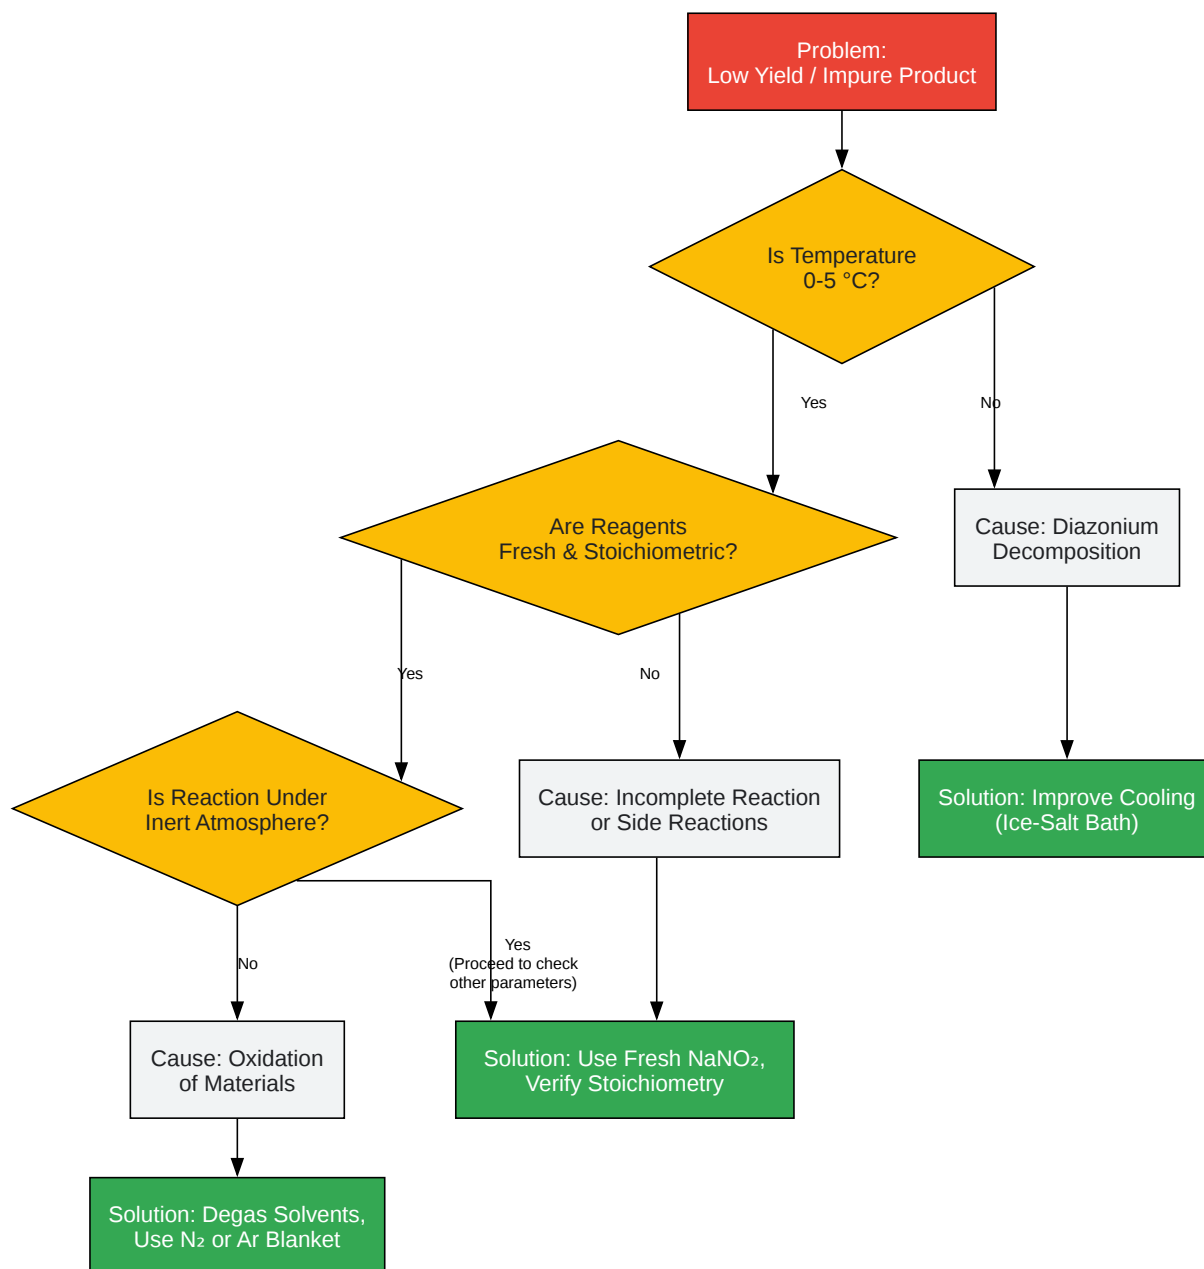 Problem:
Low Yield / Impure Product
Is Temperature
0-5 °C?
Yes
No
Are Reagents
Fresh & Stoichiometric?
Cause: Diazonium
Decomposition
Yes
No
Is Reaction Under
Inert Atmosphere?
Cause: Incomplete Reaction
or Side Reactions
Solution: Improve Cooling
(Ice-Salt Bath)
No
Yes
(Proceed to check
other parameters)
Cause: Oxidation
of Materials
Solution: Use Fresh NaNO₂,
Verify Stoichiometry
Solution: Degas Solvents,
Use N₂ or Ar Blanket